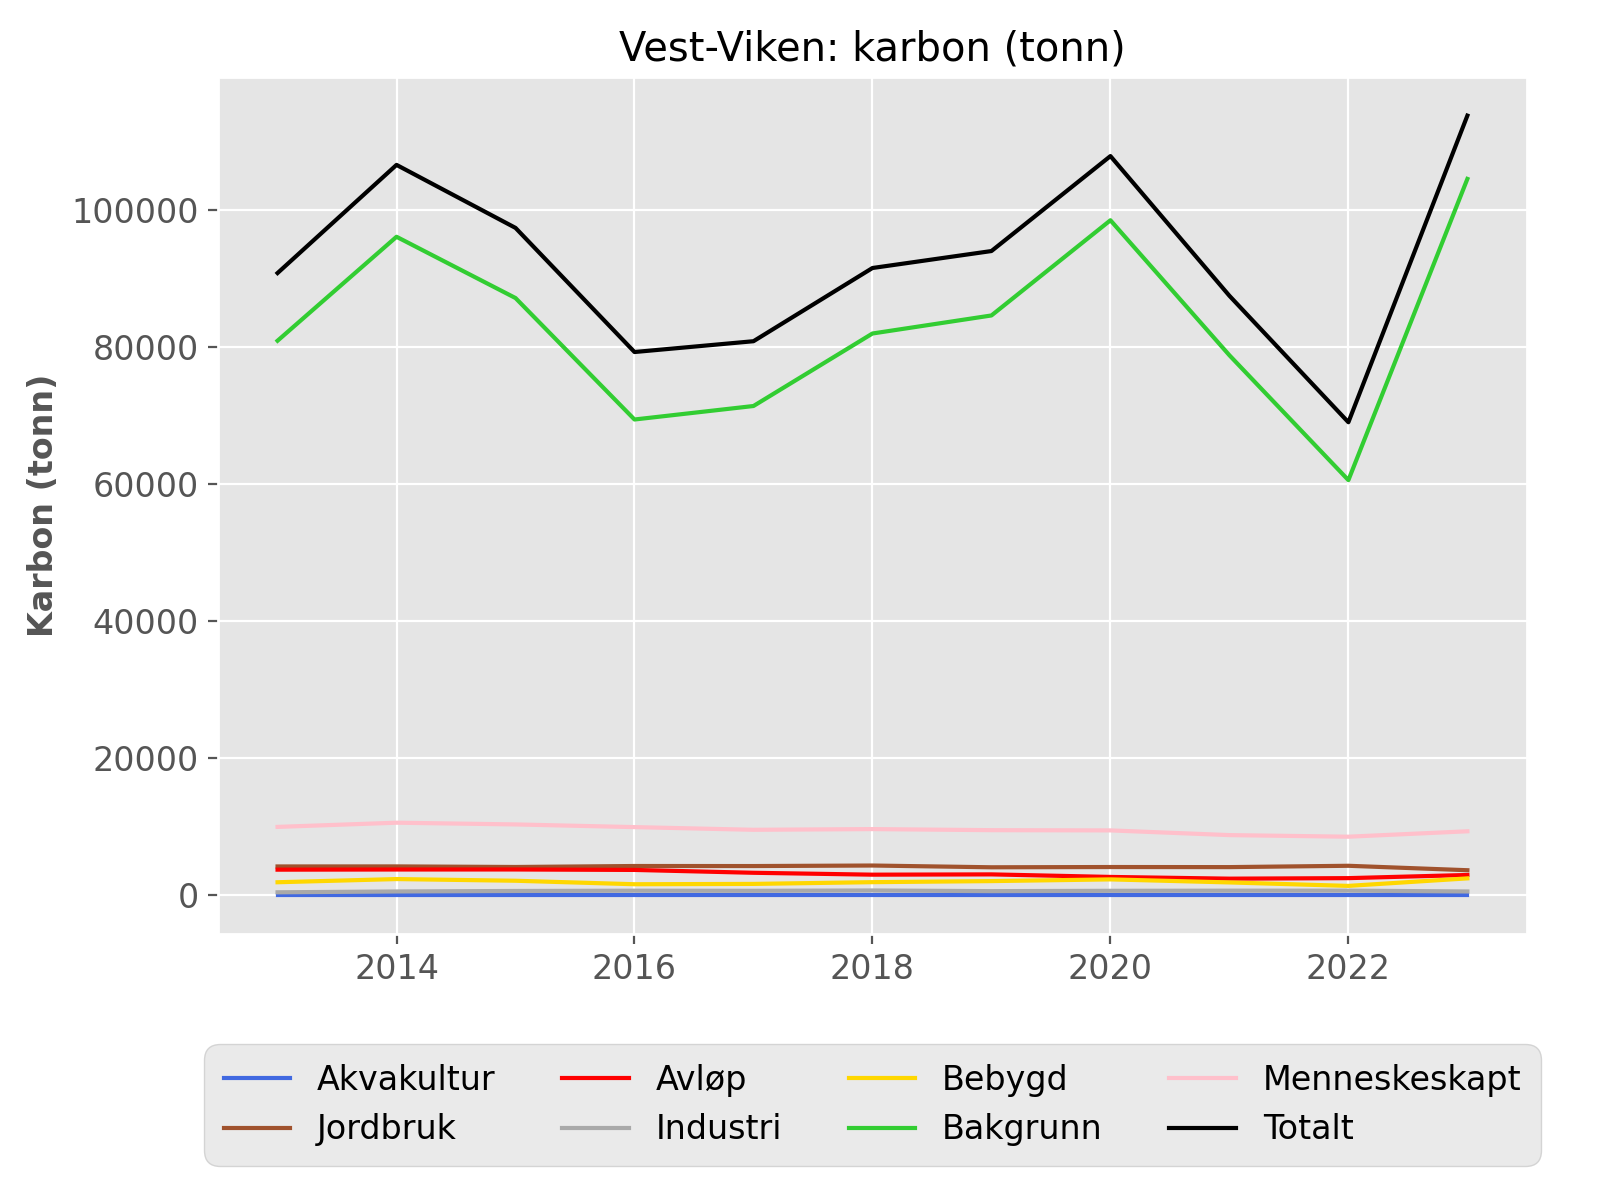 Vest-Viken: karbon (tonn)
Karbon (tonn)
100000
80000
60000
40000
20000
0
2014 2016 2018 2020 2022
Akvakultur Avløp Bebygd Menneskeskapt
Jordbruk Industri Bakgrunn Totalt